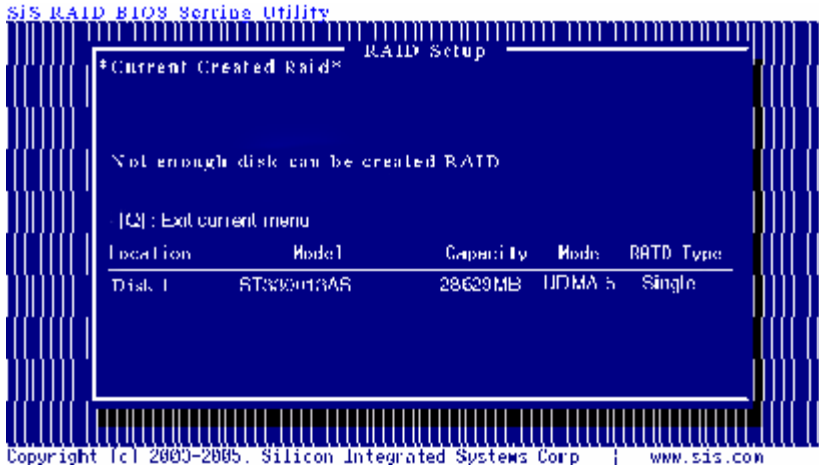 SiS RAID BIOS Setting Utility
RAID Setup
*Current Created Raid*
Not enough disk can be created RAID
[Q] : Exit current menu
Location Model Capacity Mode RAID Type
Disk 1 28629MB UDMA 5 Single
Copyright (c) 2003-2005. Silicon Integrated Systems Corp | www.sis.com